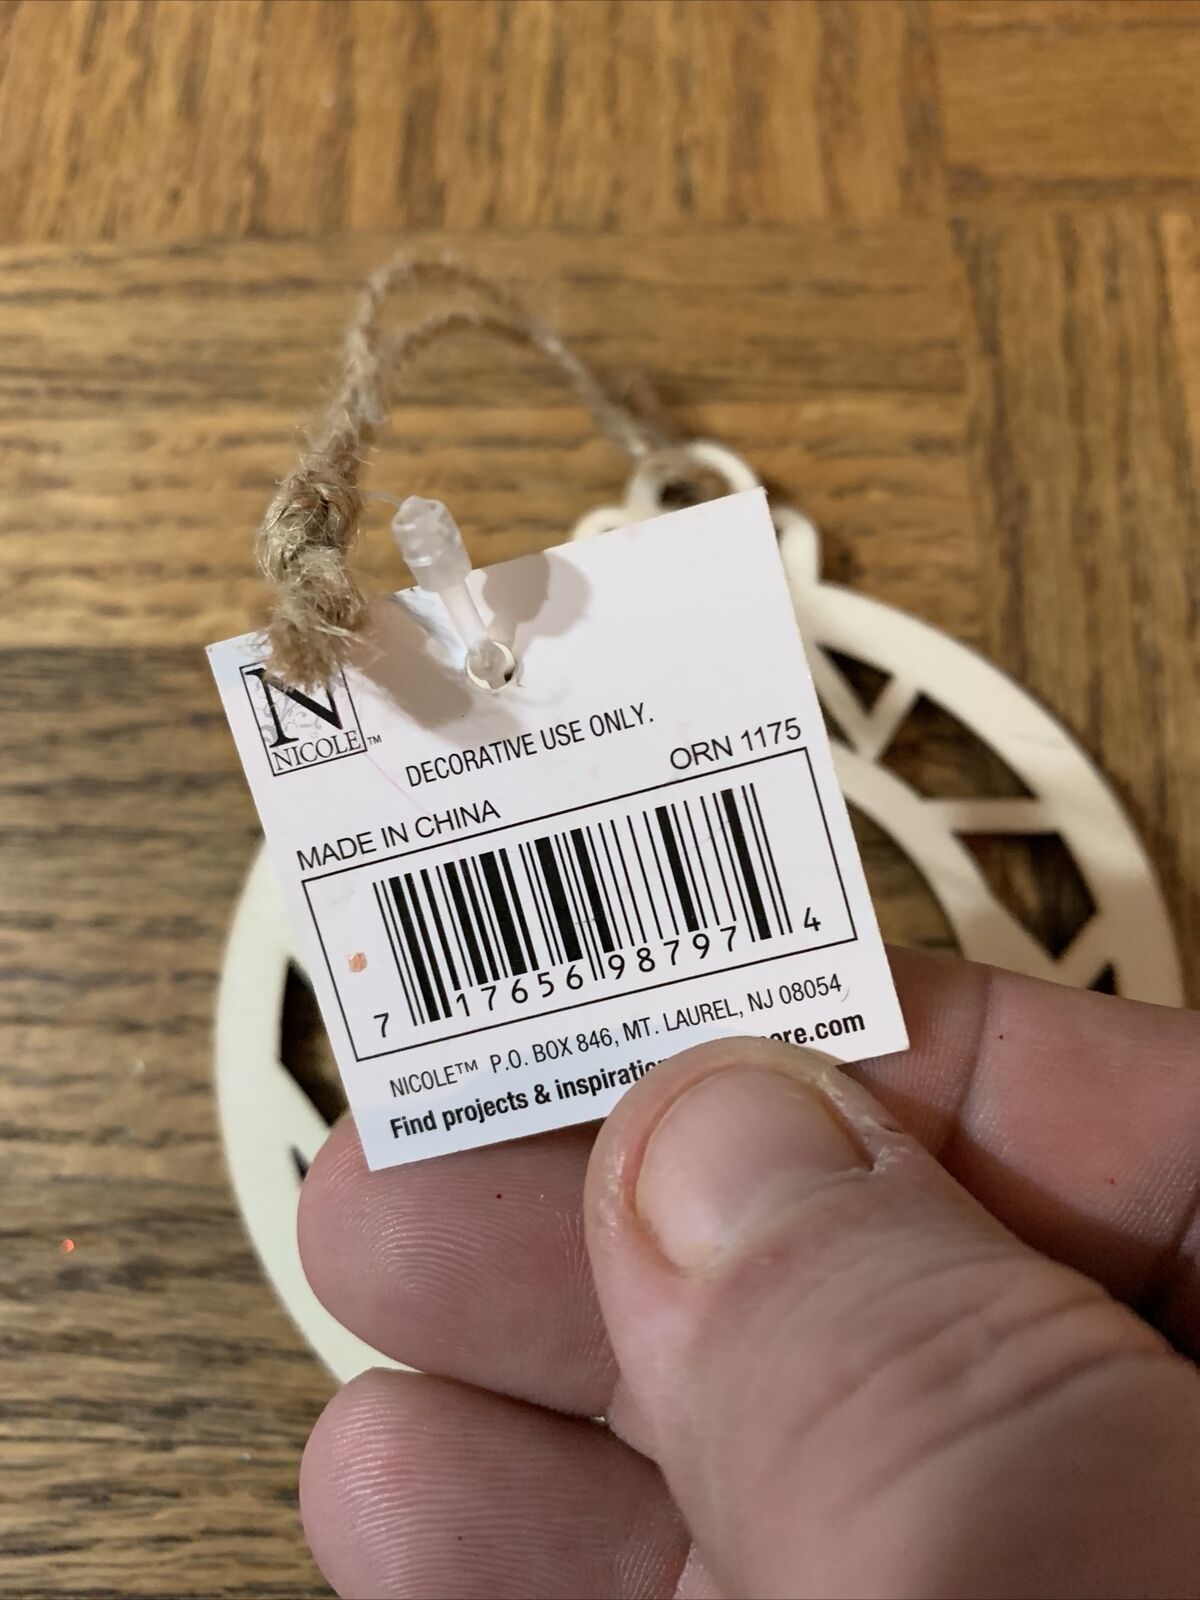 N
NICOLE™
DECORATIVE USE ONLY.
MADE IN CHINA
ORN 1175
7 17656 98797 4
NICOLE™ P.O. BOX 846, MT. LAUREL, NJ 08054
Find projects & inspiration